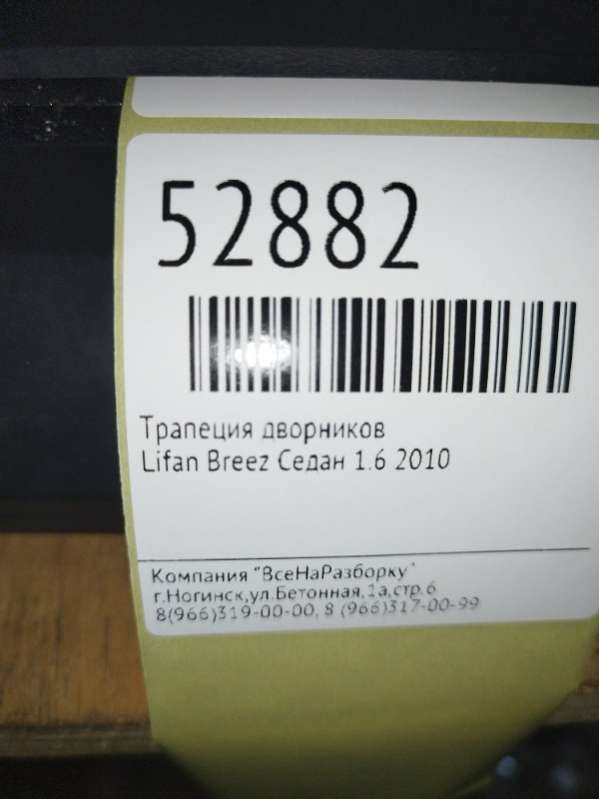 52882
Трапеция дворников
Lifan Breez Седан 1.6 2010
Компания "ВсеНаРазборку"
г.Ногинск,ул.Бетонная,1а,стр.6
8(966)319-00-00, 8 (966)317-00-99